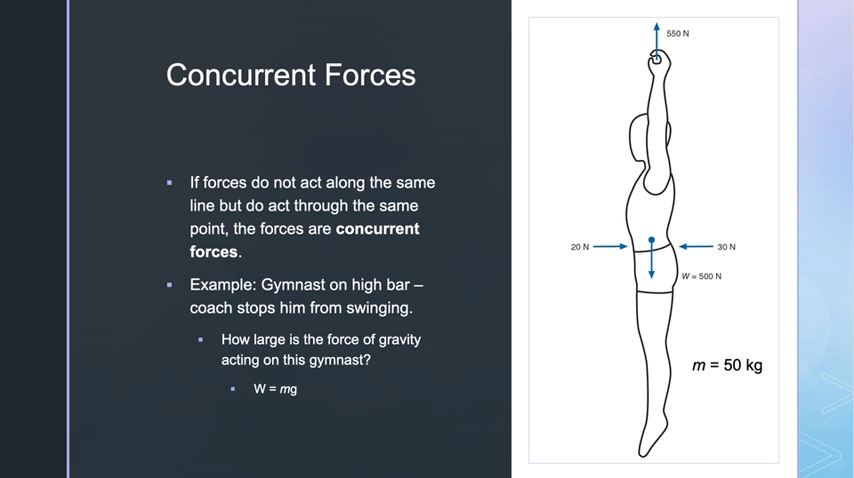 Concurrent Forces
▪ If forces do not act along the same
line but do act through the same
point, the forces are concurrent
forces.
▪ Example: Gymnast on high bar –
coach stops him from swinging.
▪ How large is the force of gravity
acting on this gymnast?
▪ W = mg
550 N
20 N
30 N
W = 500 N
m = 50 kg